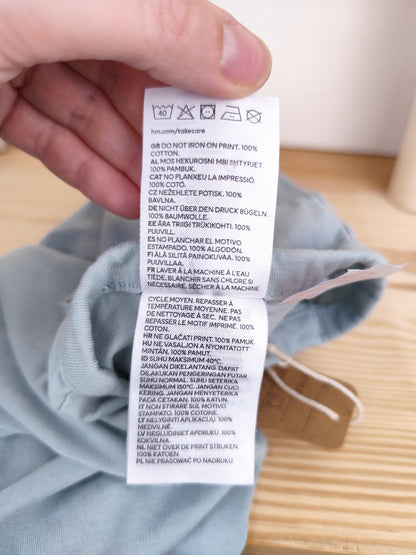 40
hm.com/takecare
GB DO NOT IRON ON PRINT. 100%
COTTON.
AL MOS HEKUROSNI MBI SHTYPJET.
100% PAMBUK.
CAT NO PLANXEU LA IMPRESSIÓ.
100% COTÓ.
CZ NEŽEHLETE POTISK. 100%
BAVLNA.
DE NICHT ÜBER DEN DRUCK BÜGELN.
100% BAUMWOLLE.
EE ÄRA TRIIGI TRÜKIKOHTI. 100%
PUUVILL.
ES NO PLANCHAR EL MOTIVO
ESTAMPADO. 100% ALGODÓN.
FI ÄLÄ SILITÄ PAINOKUVAA. 100%
PUUVILLAA.
FR LAVER À LA MACHINE À L'EAU
TIÈDE, BLANCHIR SANS CHLORE SI
NÉCESSAIRE, SÉCHER À LA MACHINE
CYCLE MOYEN, REPASSER À
TEMPÉRATURE MOYENNE, PAS
DE NETTOYAGE À SEC. NE PAS
REPASSER LE MOTIF IMPRIMÉ. 100%
COTON.
HR NE GLAČATI PRINT. 100% PAMUK.
HU NE VASALJON A NYOMTATOTT
MINTÁN. 100% PAMUT.
ID SUHU MAKSIMUM 40°C.
JANGAN DIKELANTANG. DAPAT
DILAKUKAN PENGERINGAN PUTAR
SUHU NORMAL. SUHU SETERIKA
MAKSIMUM 150°C. JANGAN CUCI
KERING. JANGAN MENYETERIKA
PADA CETAKAN. 100% KATUN.
IT NON STIRARE SUL MOTIVO
STAMPATO. 100% COTONE.
LT NELYGINTI APLIKACIJŲ. 100%
MEDVILNĖ.
LV NEGLUDINIET APDRUKU. 100%
KOKVILNA.
NL NIET OVER DE PRINT STRIJKEN.
100% KATOEN.
PL NIE PRASOWAĆ PO NADRUKU.